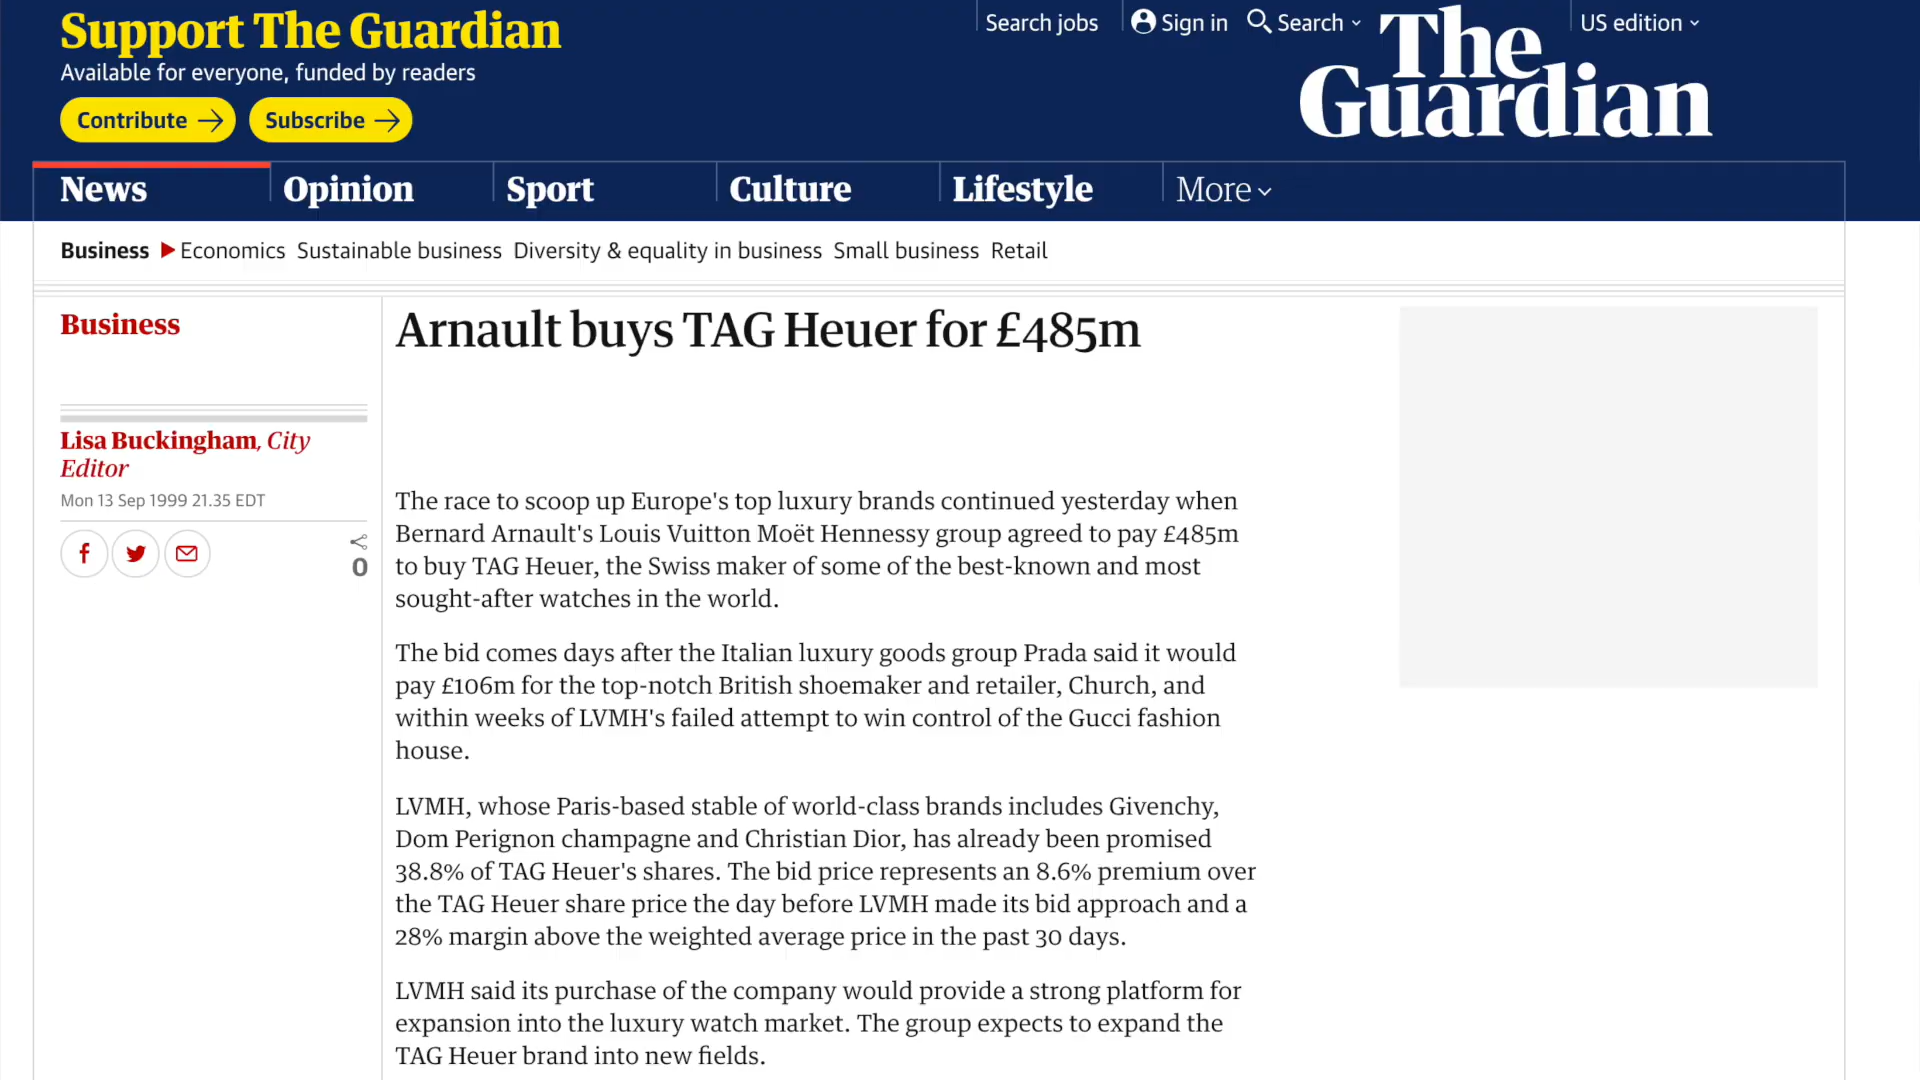 Support The Guardian
Available for everyone, funded by readers
Contribute
Subscribe
Search jobs
Sign in
Search
US edition
The
Guardian
News
Opinion
Sport
Culture
Lifestyle
More
Business
Economics
Sustainable business
Diversity & equality in business
Small business
Retail
Business
Arnault buys TAG Heuer for £485m
Lisa Buckingham, City
Editor
Mon 13 Sep 1999 21.35 EDT
0
The race to scoop up Europe's top luxury brands continued yesterday when
Bernard Arnault's Louis Vuitton Moët Hennessy group agreed to pay £485m
to buy TAG Heuer, the Swiss maker of some of the best-known and most
sought-after watches in the world.
The bid comes days after the Italian luxury goods group Prada said it would
pay £106m for the top-notch British shoemaker and retailer, Church, and
within weeks of LVMH's failed attempt to win control of the Gucci fashion
house.
LVMH, whose Paris-based stable of world-class brands includes Givenchy,
Dom Perignon champagne and Christian Dior, has already been promised
38.8% of TAG Heuer's shares. The bid price represents an 8.6% premium over
the TAG Heuer share price the day before LVMH made its bid approach and a
28% margin above the weighted average price in the past 30 days.
LVMH said its purchase of the company would provide a strong platform for
expansion into the luxury watch market. The group expects to expand the
TAG Heuer brand into new fields.